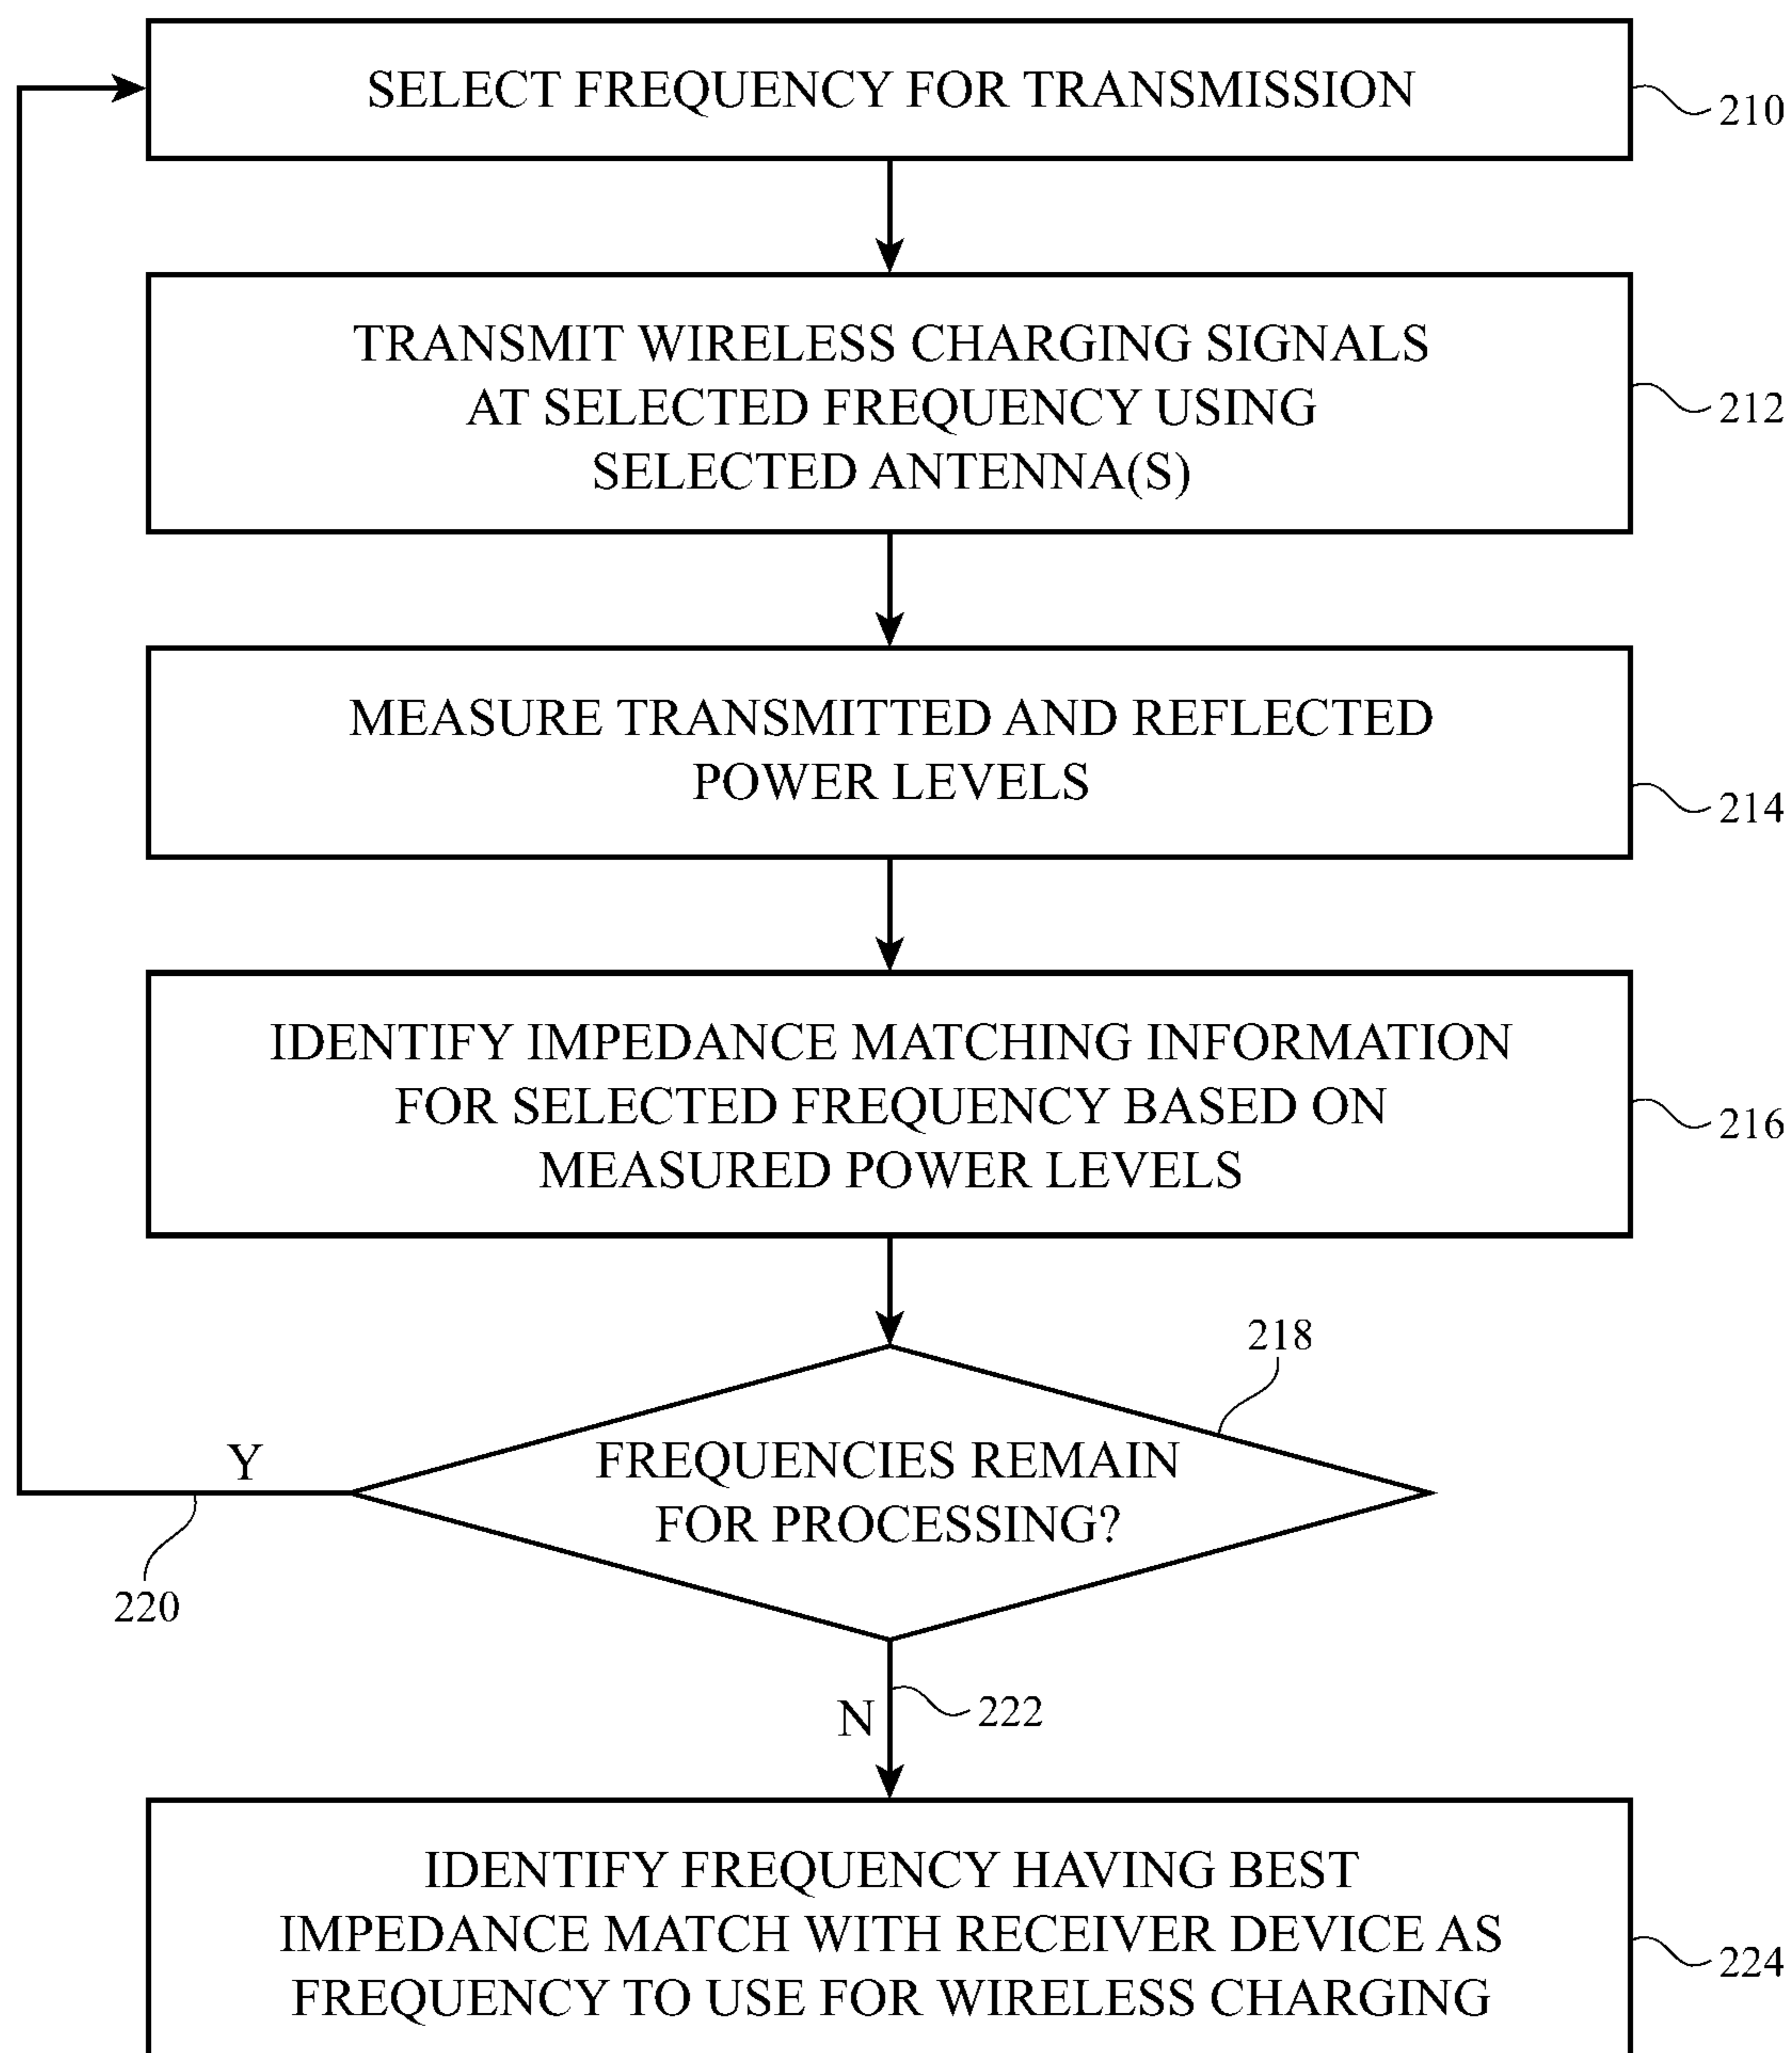 SELECT FREQUENCY FOR TRANSMISSION
210
TRANSMIT WIRELESS CHARGING SIGNALS
AT SELECTED FREQUENCY USING
SELECTED ANTENNA(S)
212
MEASURE TRANSMITTED AND REFLECTED
POWER LEVELS
214
IDENTIFY IMPEDANCE MATCHING INFORMATION
FOR SELECTED FREQUENCY BASED ON
MEASURED POWER LEVELS
216
218
FREQUENCIES REMAIN
FOR PROCESSING?
Y
220
N
222
IDENTIFY FREQUENCY HAVING BEST
IMPEDANCE MATCH WITH RECEIVER DEVICE AS
FREQUENCY TO USE FOR WIRELESS CHARGING
224